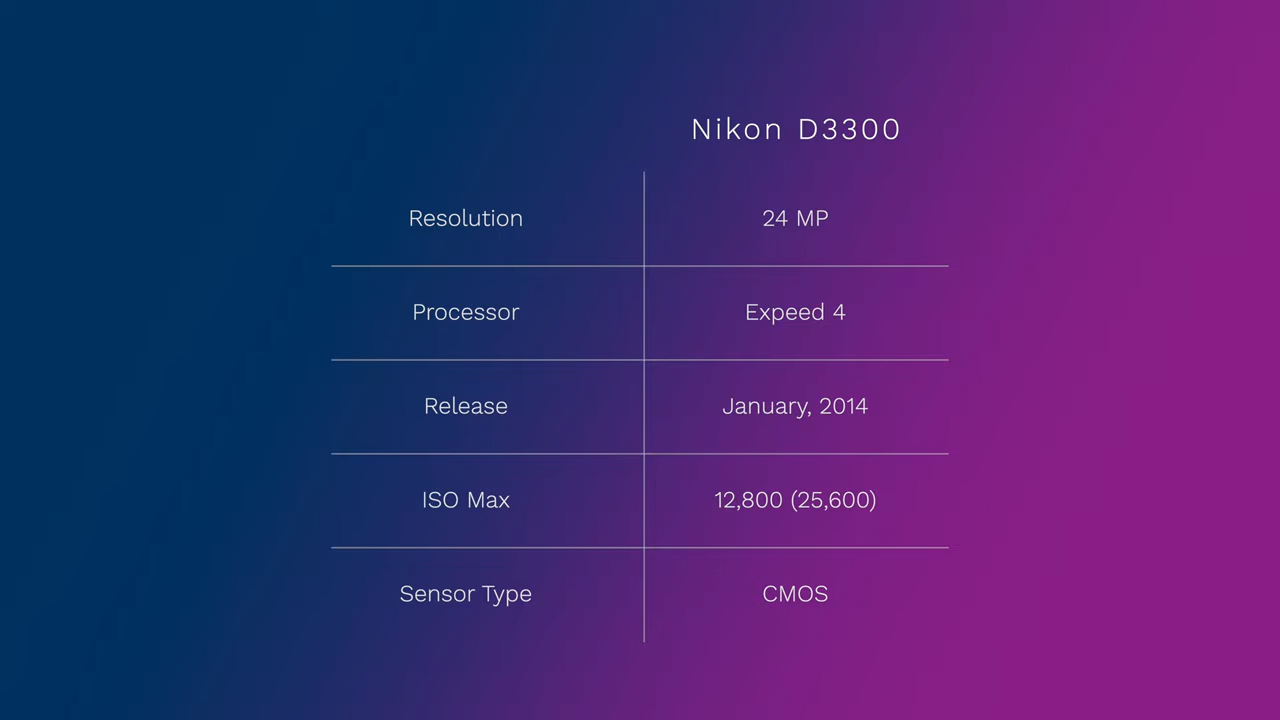 Nikon D3300
Resolution 24 MP
Processor Expeed 4
Release January, 2014
ISO Max 12,800 (25,600)
Sensor Type CMOS